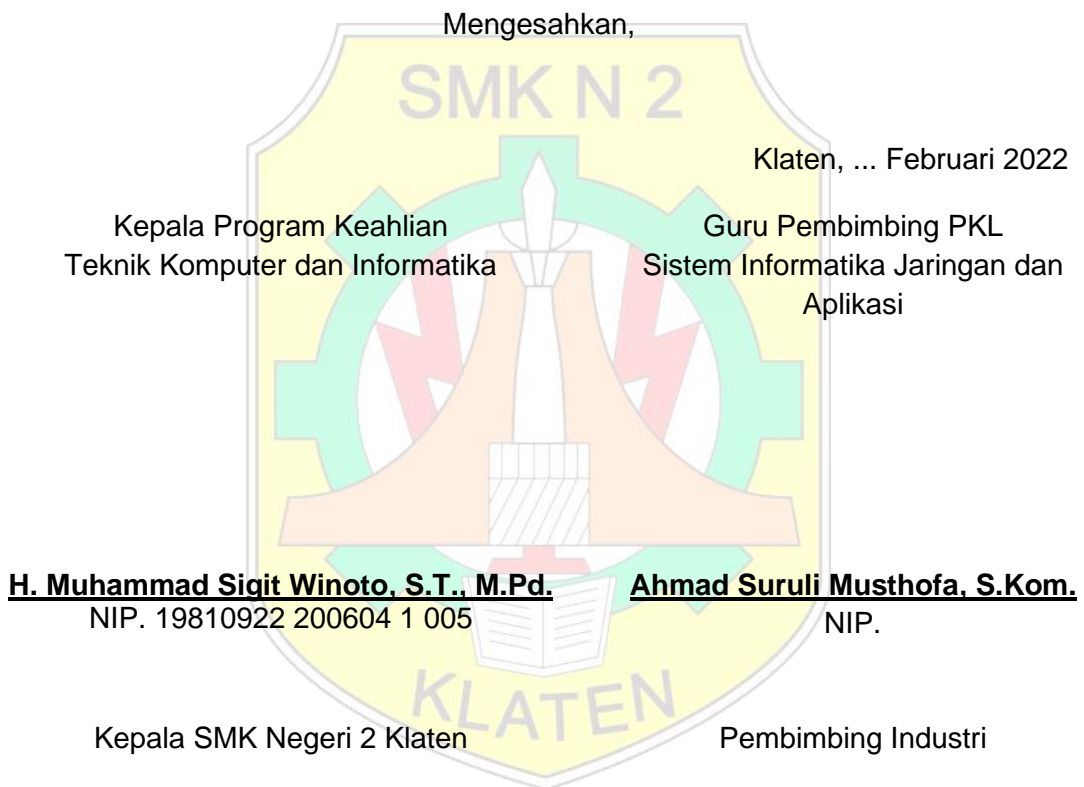 Mengesahkan,
SMK N 2
Klaten, ... Februari 2022
Kepala Program Keahlian
Teknik Komputer dan Informatika
Guru Pembimbing PKL
Sistem Informatika Jaringan dan
Aplikasi
H. Muhammad Sigit Winoto, S.T., M.Pd.
NIP. 19810922 200604 1 005
Ahmad Suruli Musthofa, S.Kom.
NIP.
KLATEN
Kepala SMK Negeri 2 Klaten
Pembimbing Industri